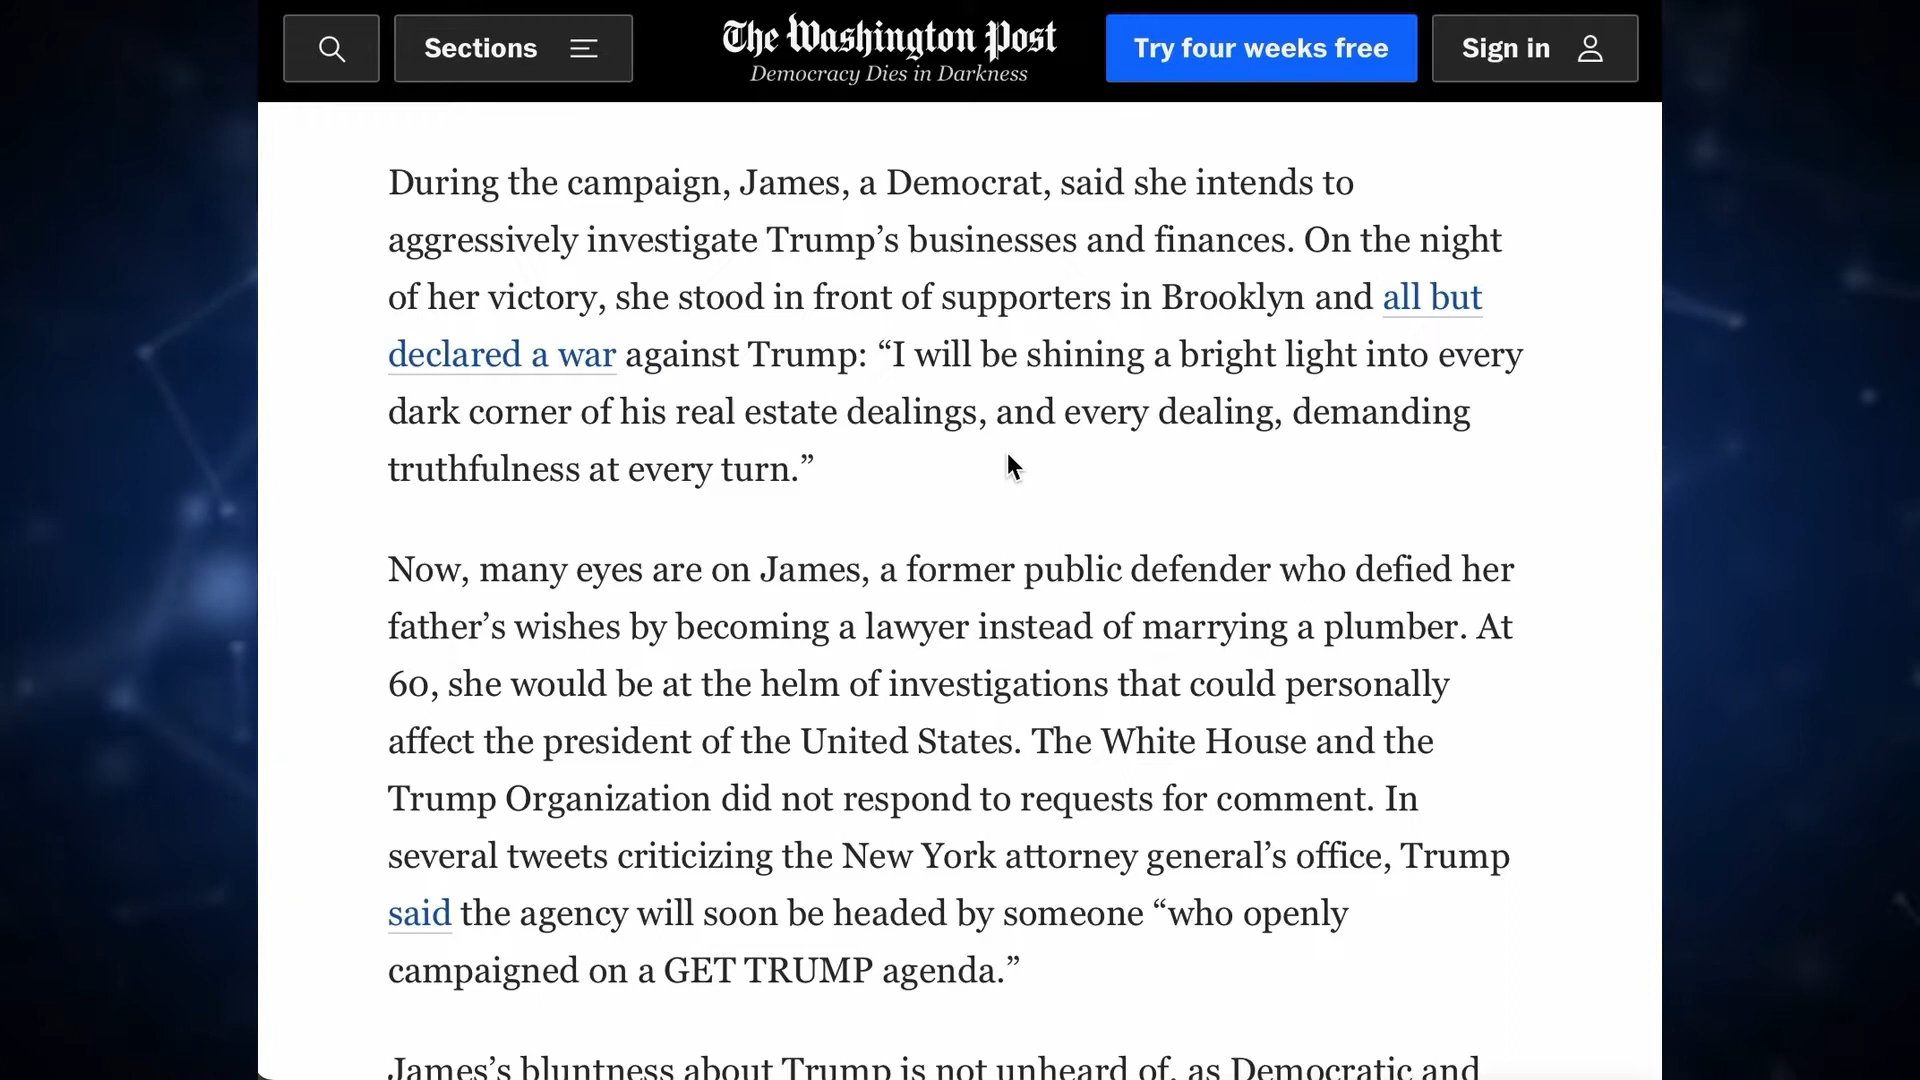 Sections
The Washington Post
Democracy Dies in Darkness
Try four weeks free
Sign in
During the campaign, James, a Democrat, said she intends to
aggressively investigate Trump’s businesses and finances. On the night
of her victory, she stood in front of supporters in Brooklyn and all but
declared a war against Trump: “I will be shining a bright light into every
dark corner of his real estate dealings, and every dealing, demanding
truthfulness at every turn.”
Now, many eyes are on James, a former public defender who defied her
father’s wishes by becoming a lawyer instead of marrying a plumber. At
60, she would be at the helm of investigations that could personally
affect the president of the United States. The White House and the
Trump Organization did not respond to requests for comment. In
several tweets criticizing the New York attorney general’s office, Trump
said the agency will soon be headed by someone “who openly
campaigned on a GET TRUMP agenda.”
James’s bluntness about Trump is not unheard of, as Democratic and